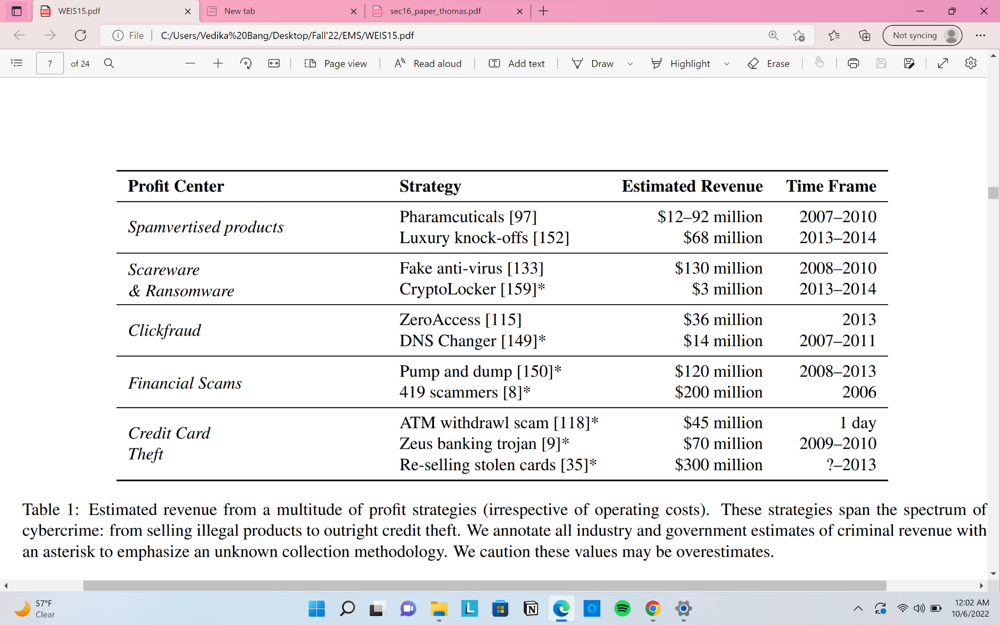 WEIS15.pdf
New tab
sec16_paper_thomas.pdf
File
C:/Users/Vedika%20Bang/Desktop/Fall'22/EMS/WEIS15.pdf
Not syncing
7 of 24
Page view
Read aloud
Add text
Draw
Highlight
Erase
Profit Center Strategy Estimated Revenue Time Frame
Spamvertised products
Pharamcuticals [97] $12–92 million 2007–2010
Luxury knock-offs [152] $68 million 2013–2014
Scareware
& Ransomware
Fake anti-virus [133] $130 million 2008–2010
CryptoLocker [159]* $3 million 2013–2014
Clickfraud
ZeroAccess [115] $36 million 2013
DNS Changer [149]* $14 million 2007–2011
Financial Scams
Pump and dump [150]* $120 million 2008–2013
419 scammers [8]* $200 million 2006
Credit Card
Theft
ATM withdrawl scam [118]* $45 million 1 day
Zeus banking trojan [9]* $70 million 2009–2010
Re-selling stolen cards [35]* $300 million ?–2013
Table 1: Estimated revenue from a multitude of profit strategies (irrespective of operating costs). These strategies span the spectrum of
cybercrime: from selling illegal products to outright credit theft. We annotate all industry and government estimates of criminal revenue with
an asterisk to emphasize an unknown collection methodology. We caution these values may be overestimates.
57°F
Clear
12:02 AM
10/6/2022